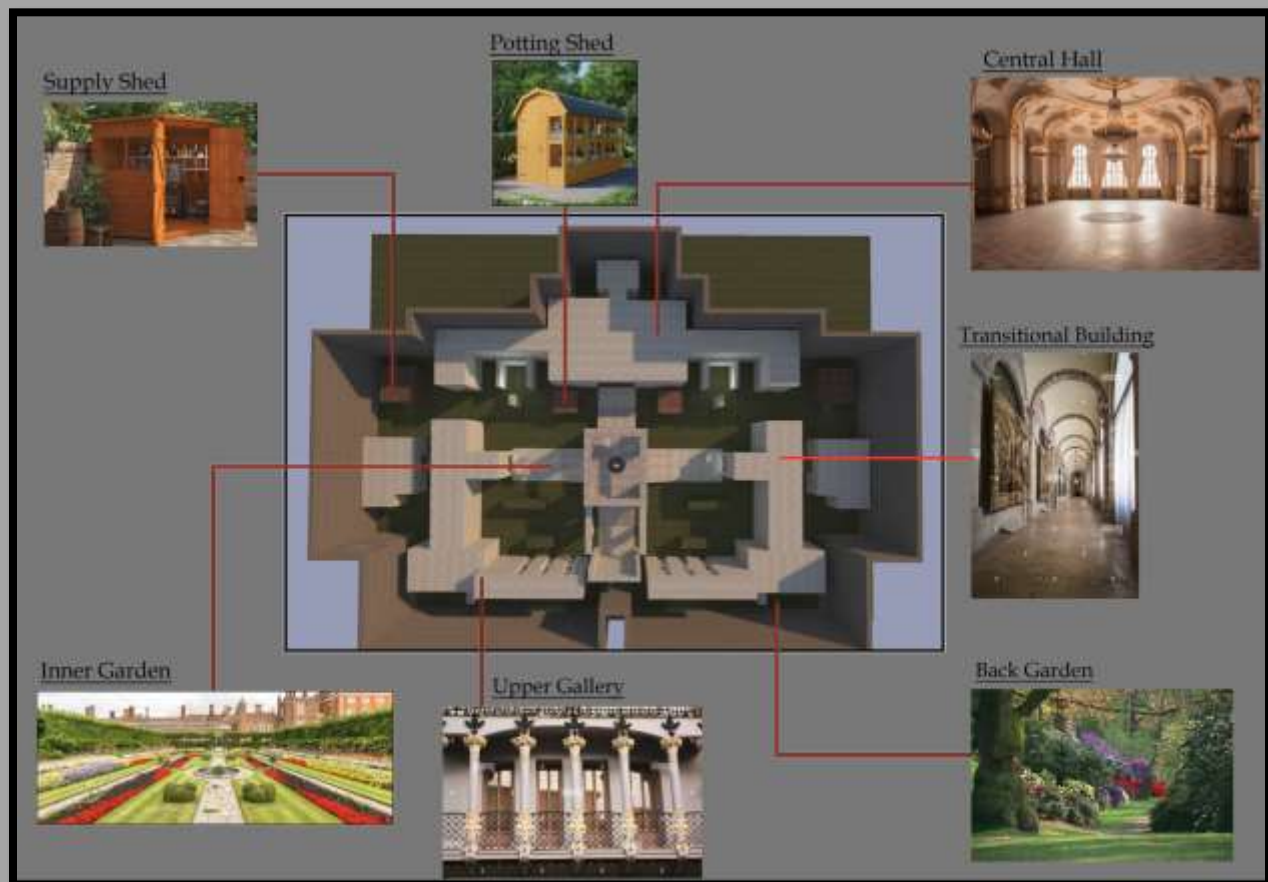 Potting Shed
Central Hall
Supply Shed
Transitional Building
Inner Garden
Upper Gallery
Back Garden